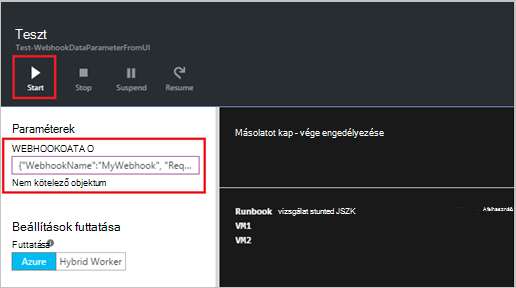 Teszt
Test-WebhookDataParameterFromUI
Start
Stop
Suspend
Resume
Paraméterek
WEBHOOKOATA O
{"WebhookName":"MyWebhook", "Req...
Nem kötelező objektum
Beállítások futtatása
Futtatása
Azure
Hybrid Worker
Másolatot kap - vége engedélyezése
Runbook vizsgálat stunted JSZK
VM1
VM2